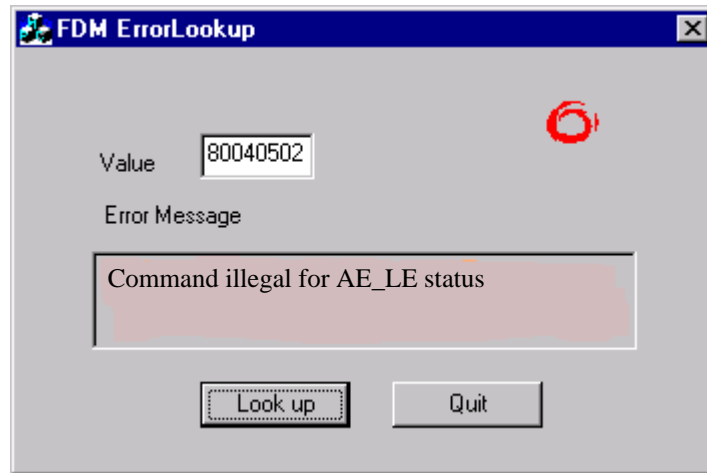 FDM ErrorLookup
Value 80040502
Error Message
Command illegal for AE_LE status
Look up Quit